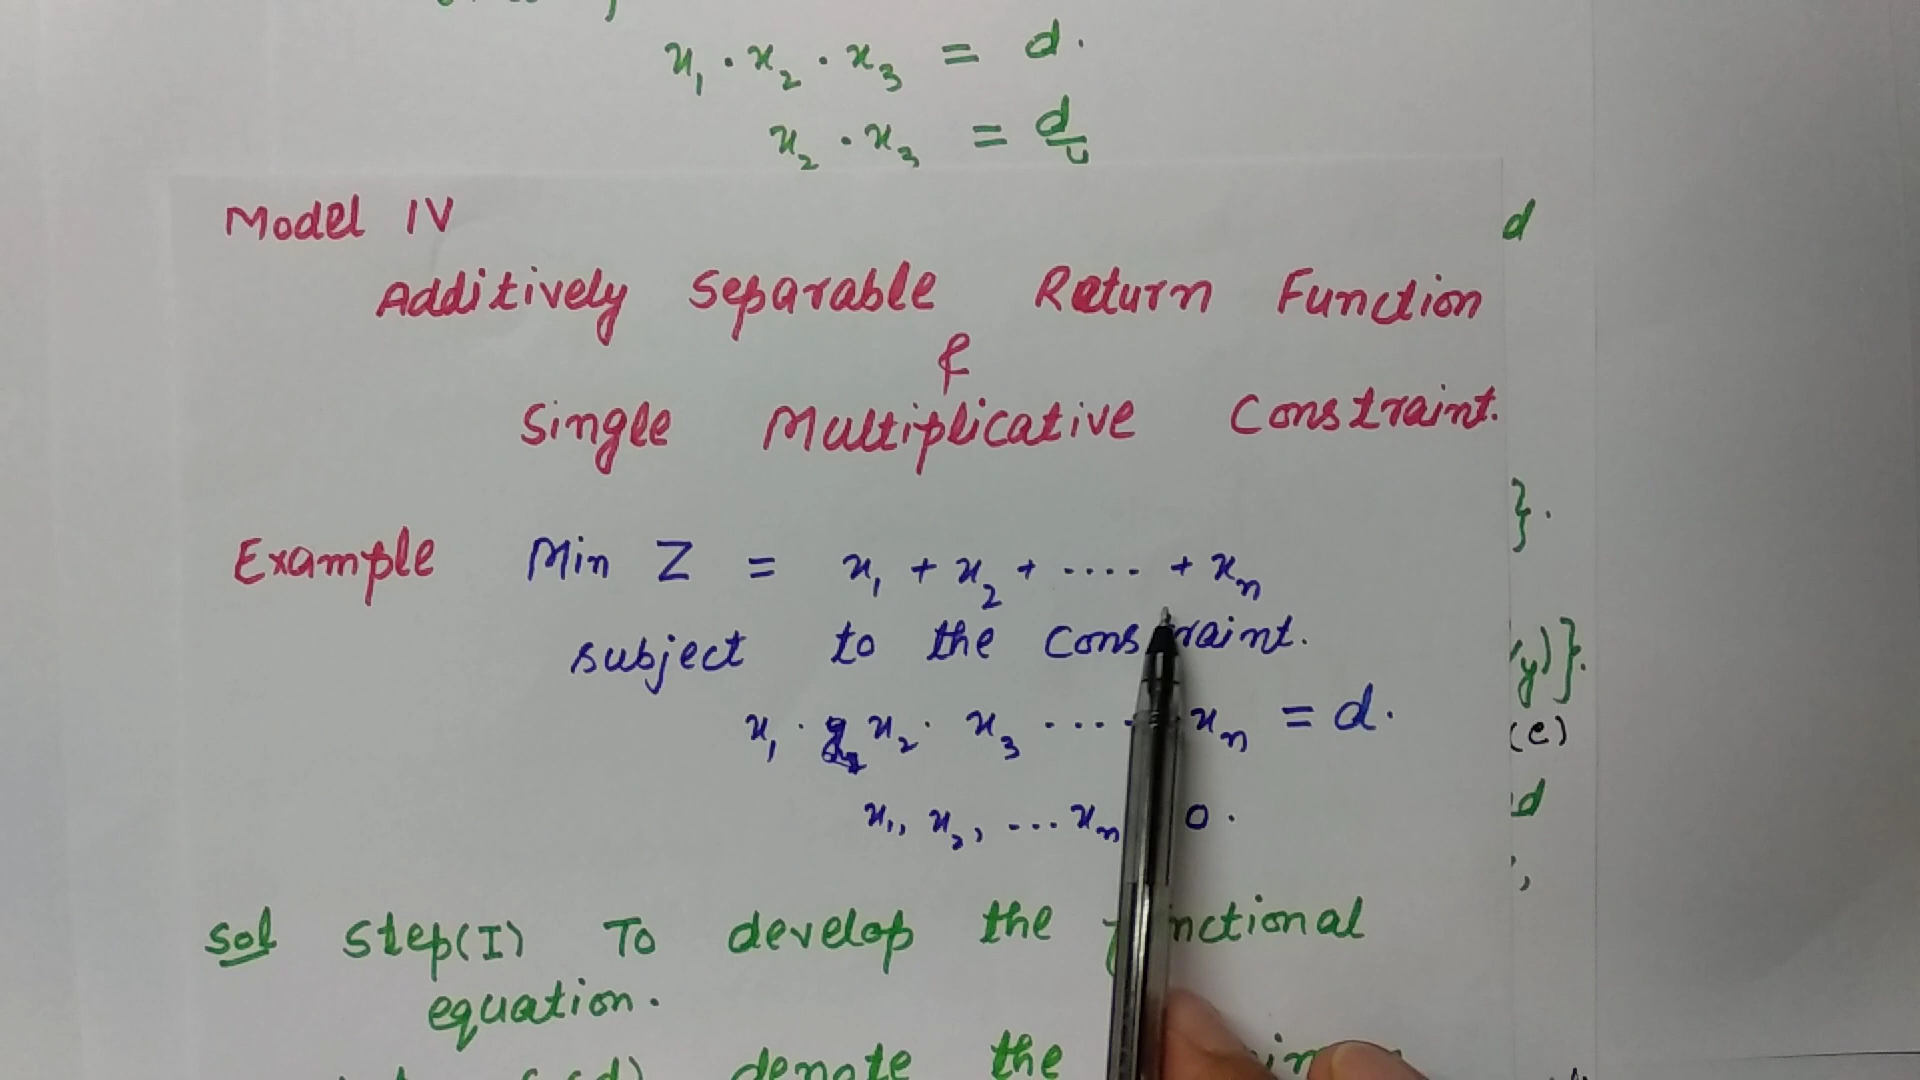 x₁ · x₂ · x₃ = d.
x₂ · x₃ = d/4
Model IV
d
Additively Separable Return Function
&
Single Multiplicative Constraint.
}.
Example Min Z = x₁ + x₂ + .... + xₙ
subject to the Constraint.
y)}.
x₁ · x₂ · x₃ .... xₙ = d.
(e)
x₁, x₂, ... xₙ 0.
d
sol Step(I) To develop the functional
equation.
denote the